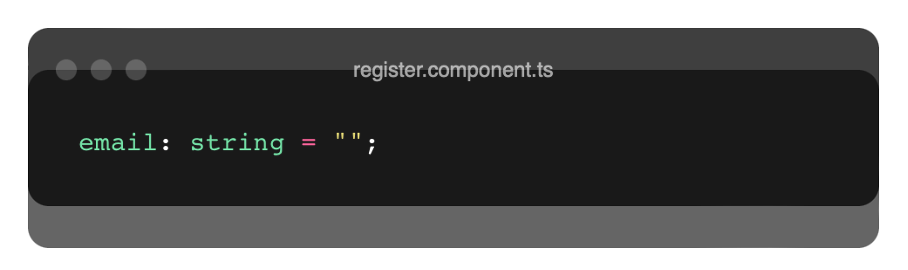 register.component.ts
email: string = "";